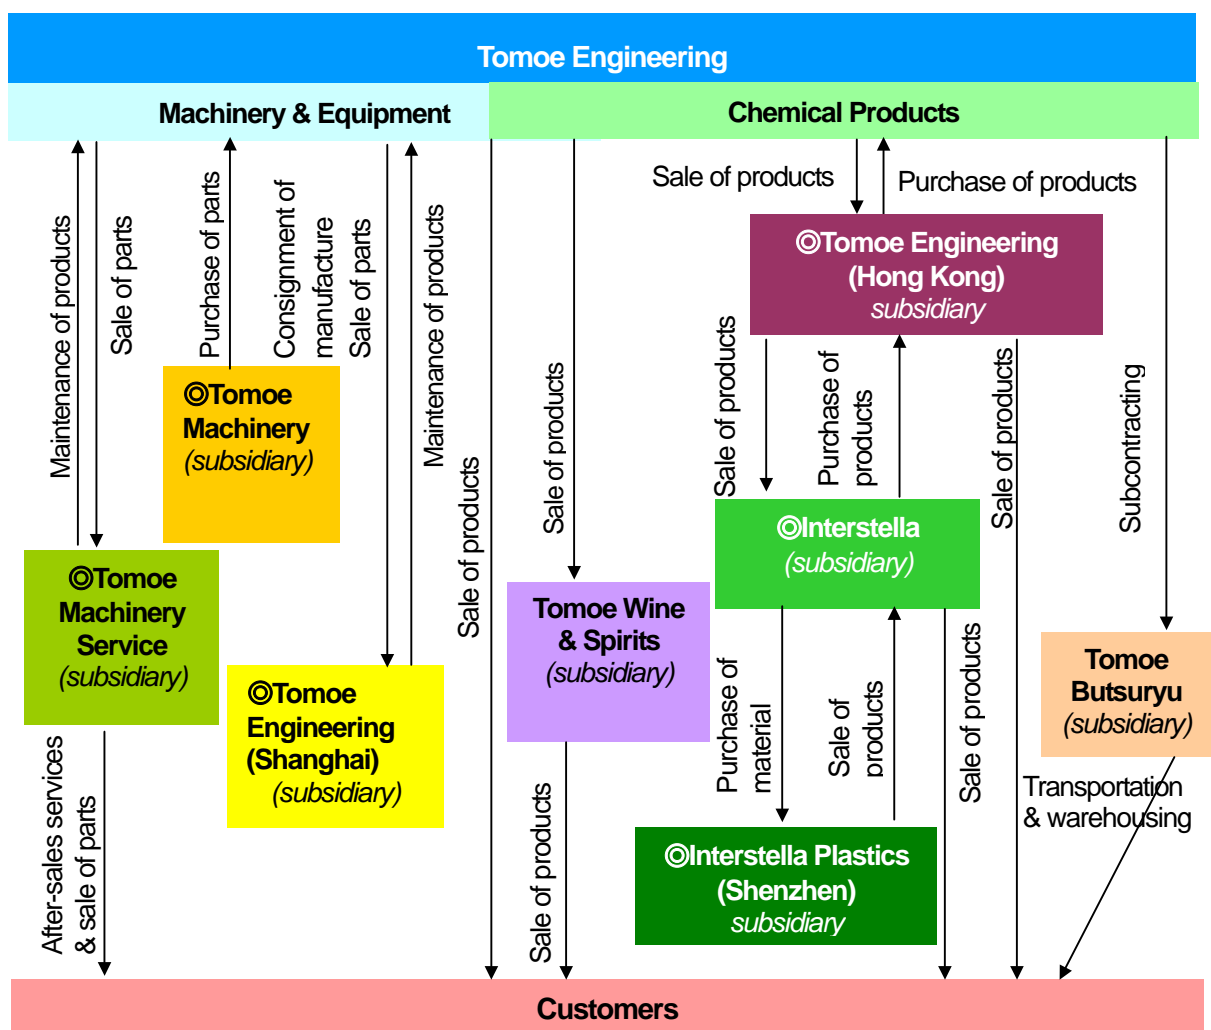 Tomoe Engineering
Machinery & Equipment
Chemical Products
Maintenance of products
Sale of parts
Purchase of parts
Consignment of
manufacture
Sale of parts
Maintenance of products
Sale of products
Sale of products
Sale of products
Purchase of products
◎Tomoe Engineering
(Hong Kong)
subsidiary
Sale of products
Purchase of
products
Sale of products
Subcontracting
◎Tomoe
Machinery
(subsidiary)
◎Tomoe
Machinery
Service
(subsidiary)
◎Tomoe
Engineering
(Shanghai)
(subsidiary)
Tomoe Wine
& Spirits
(subsidiary)
◎Interstella
(subsidiary)
Purchase of
material
Sale of
products
Sale of products
Tomoe
Butsuryu
(subsidiary)
After-sales services
& sale of parts
Sale of products
◎Interstella Plastics
(Shenzhen)
subsidiary
Transportation
& warehousing
Customers